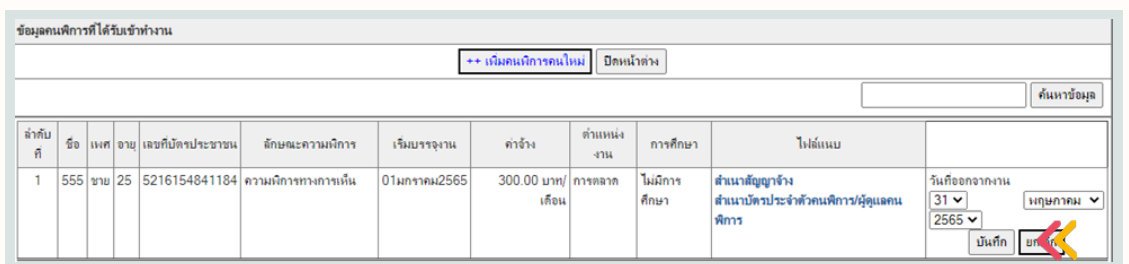 ข้อมูลคนพิการที่ได้รับเข้าทำงาน
++ เพิ่มคนพิการคนใหม่ ปิดหน้าต่าง
ค้นหาข้อมูล
ลำดับที่ ชื่อ เพศ อายุ เลขที่บัตรประชาชน ลักษณะความพิการ เริ่มบรรจุงาน ค่าจ้าง ตำแหน่งงาน การศึกษา ไฟล์แนบ
1 555 ชาย 25 5216154841184 ความพิการทางการเห็น 01มกราคม2565 300.00 บาท/เดือน การตลาด ไม่มีการศึกษา
สำเนาสัญญาจ้าง
สำเนาบัตรประจำตัวคนพิการ/ผู้ดูแลคนพิการ
วันที่ออกจากงาน
31 พฤษภาคม
2565
บันทึก